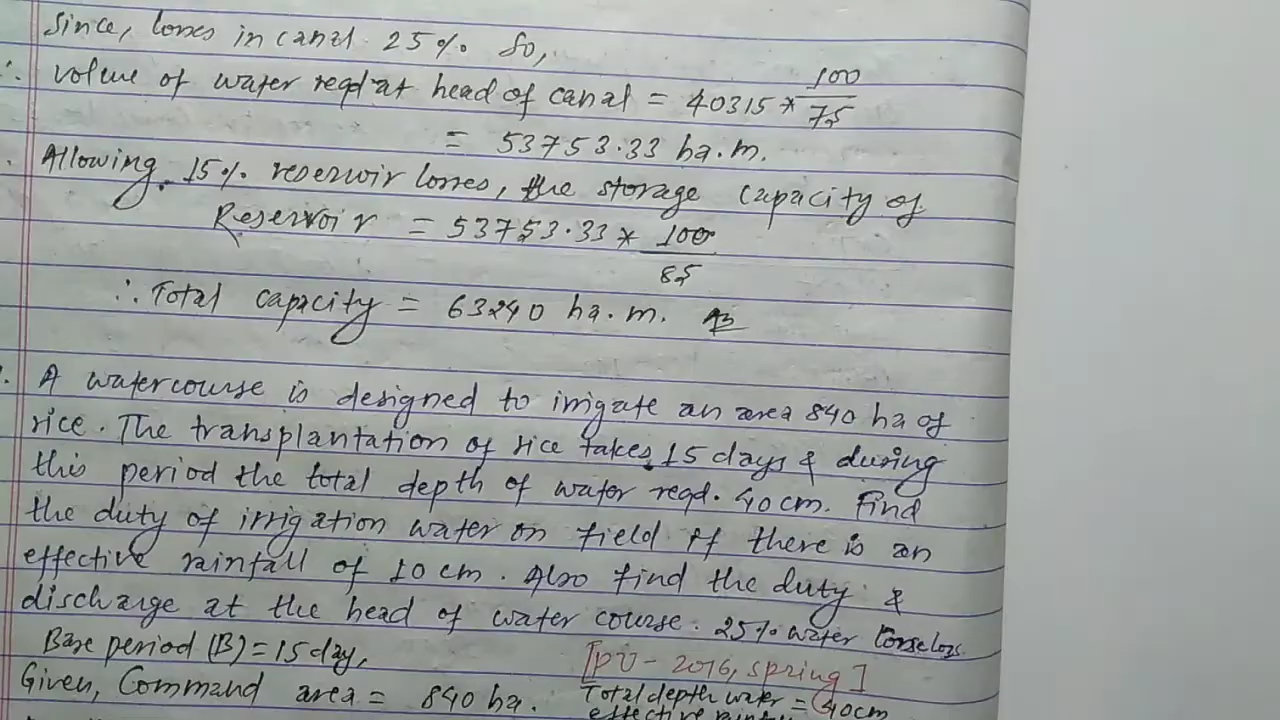 Since, losses in canal 25% So,
∴ volume of water reqd at head of canal = 40315 * 100/75
= 53753.33 ha.m.
Allowing 15% reservoir losses, the storage capacity of
Reservoir = 53753.33 * 100/85
∴ Total capacity = 63240 ha.m.
A watercourse is designed to irrigate an area 840 ha of
rice. The transplantation of rice takes 15 days & during
this period the total depth of water reqd. 40 cm. Find
the duty of irrigation water on field if there is an
effective rainfall of 10 cm. Also find the duty &
discharge at the head of water course. 25% water loss
Base period (B) = 15 day,
[PU - 2016, spring]
Given, Command area = 840 ha.
Total depth water = 40cm
effective